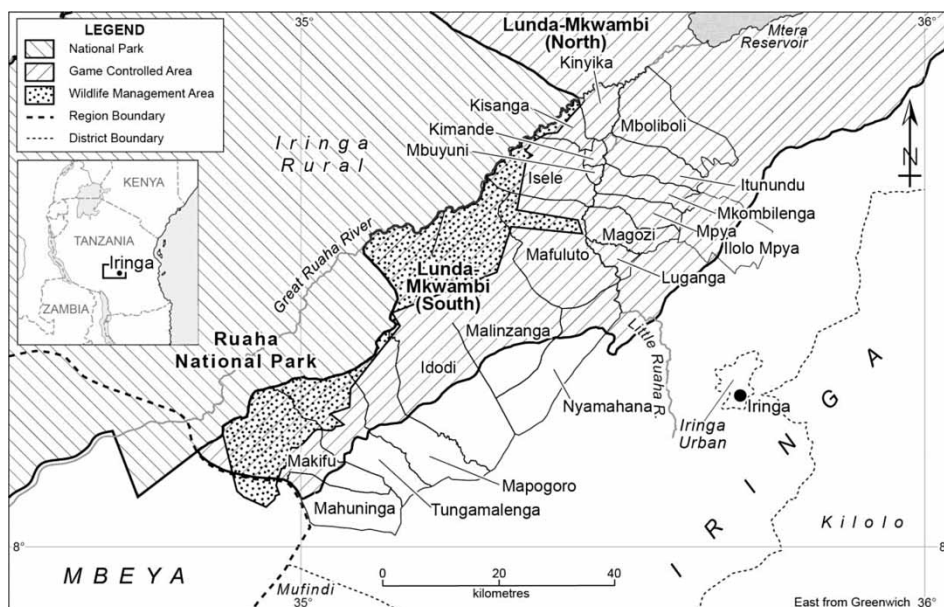 35°
36°
LEGEND
National Park
Game Controlled Area
Wildlife Management Area
Region Boundary
District Boundary
KENYA
TANZANIA
Iringa
ZAMBIA
Lunda-Mkwambi
(North)
Kinyika
Mtera
Reservoir
Kisanga
Kimande
Mbuyuni
Mboliboli
Iringa
Rural
Isele
Itunundu
Mkombilenga
Mpya
Ilolo Mpya
Magozi
Mafuluto
Luganga
Great Ruaha River
Lunda-
Mkwambi
(South)
N
Ruaha
National Park
Malinzanga
Idodi
Little Ruaha R.
Nyamahana
Iringa
Iringa
Urban
IRINGA
Makifu
Mapogoro
Tungamalenga
Mahuninga
Kilolo
8°
8°
MBEYA
Mufindi
0 20 40
kilometres
35°
36°
East from Greenwich